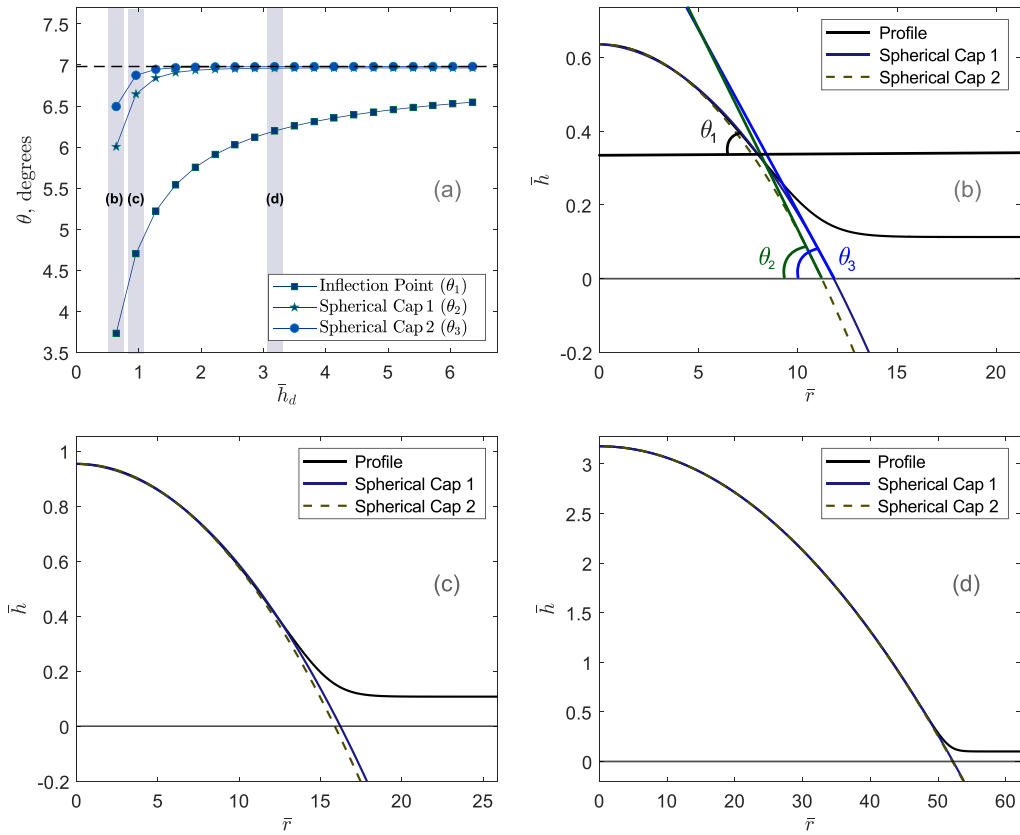 7
6.5
6
5.5
5
4.5
4
3.5
θ, degrees
(b) (c) (d)
(a)
Inflection Point (θ₁)
Spherical Cap 1 (θ₂)
Spherical Cap 2 (θ₃)
0 1 2 3 4 5 6
h̄_d
0.6
0.4
0.2
0
-0.2
h̄
Profile
Spherical Cap 1
Spherical Cap 2
θ₁
(b)
θ₂ θ₃
0 5 10 15 20
r̄
1
0.8
0.6
0.4
0.2
0
-0.2
h̄
Profile
Spherical Cap 1
Spherical Cap 2
(c)
0 5 10 15 20 25
r̄
3
2.5
2
1.5
1
0.5
0
h̄
Profile
Spherical Cap 1
Spherical Cap 2
(d)
0 10 20 30 40 50 60
r̄